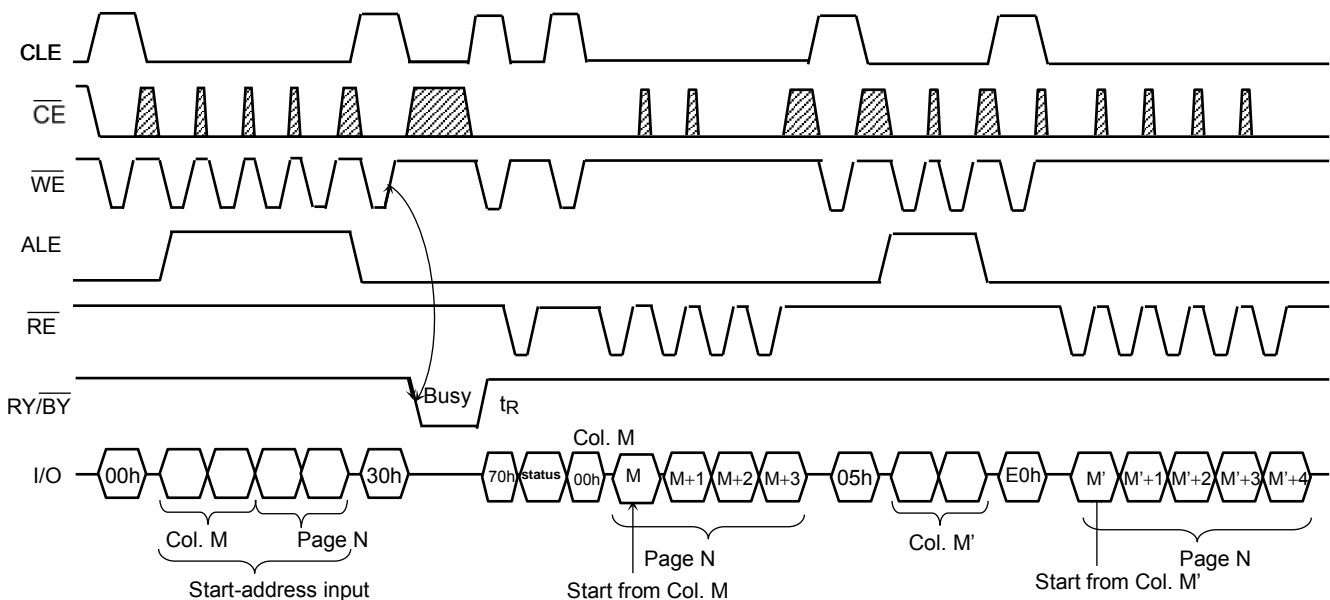 CLE
CE
WE
ALE
RE
RY/BY Busy tR
Col. M
I/O 00h 30h 70h status 00h M M+1 M+2 M+3 05h E0h M' M'+1 M'+2 M'+3 M'+4
Col. M Page N Page N Col. M' Page N
Start-address input Start from Col. M Start from Col. M'